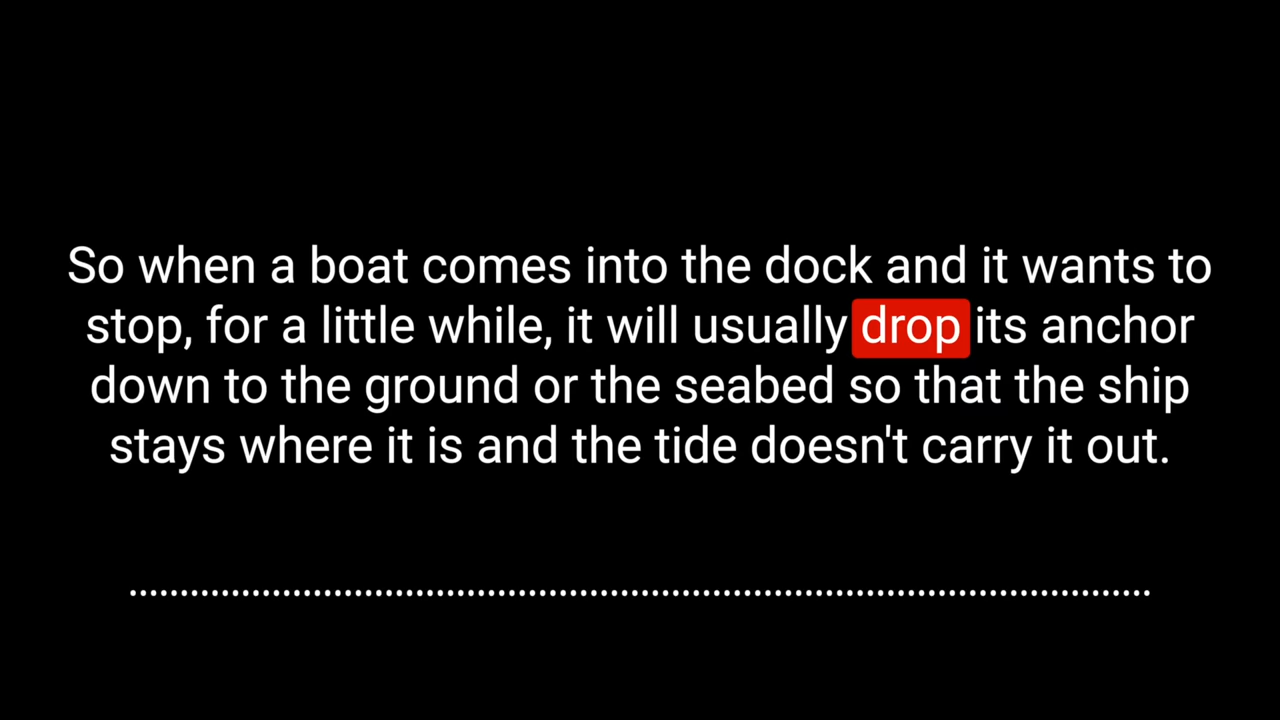 So when a boat comes into the dock and it wants to
stop, for a little while, it will usually drop its anchor
down to the ground or the seabed so that the ship
stays where it is and the tide doesn't carry it out.